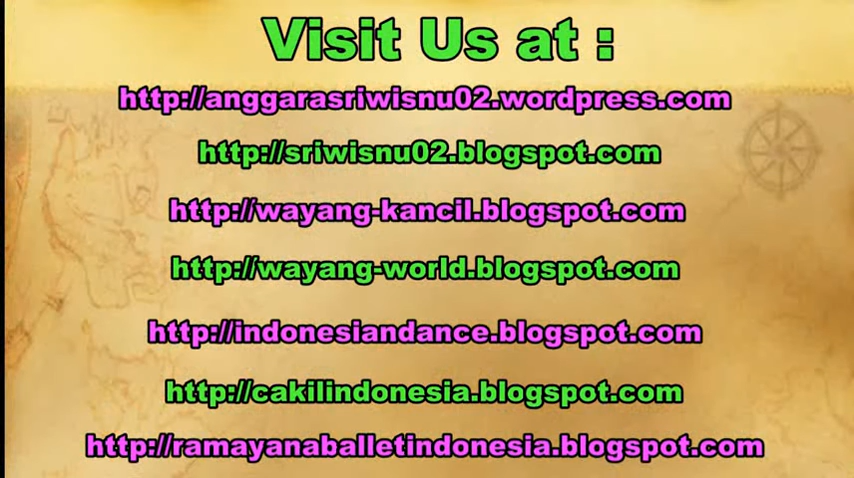 Visit Us at :
http://anggarasriwisnu02.wordpress.com
http://sriwisnu02.blogspot.com
http://wayang-kancil.blogspot.com
http://wayang-world.blogspot.com
http://indonesiandance.blogspot.com
http://cakilindonesia.blogspot.com
http://ramayanaballetindonesia.blogspot.com